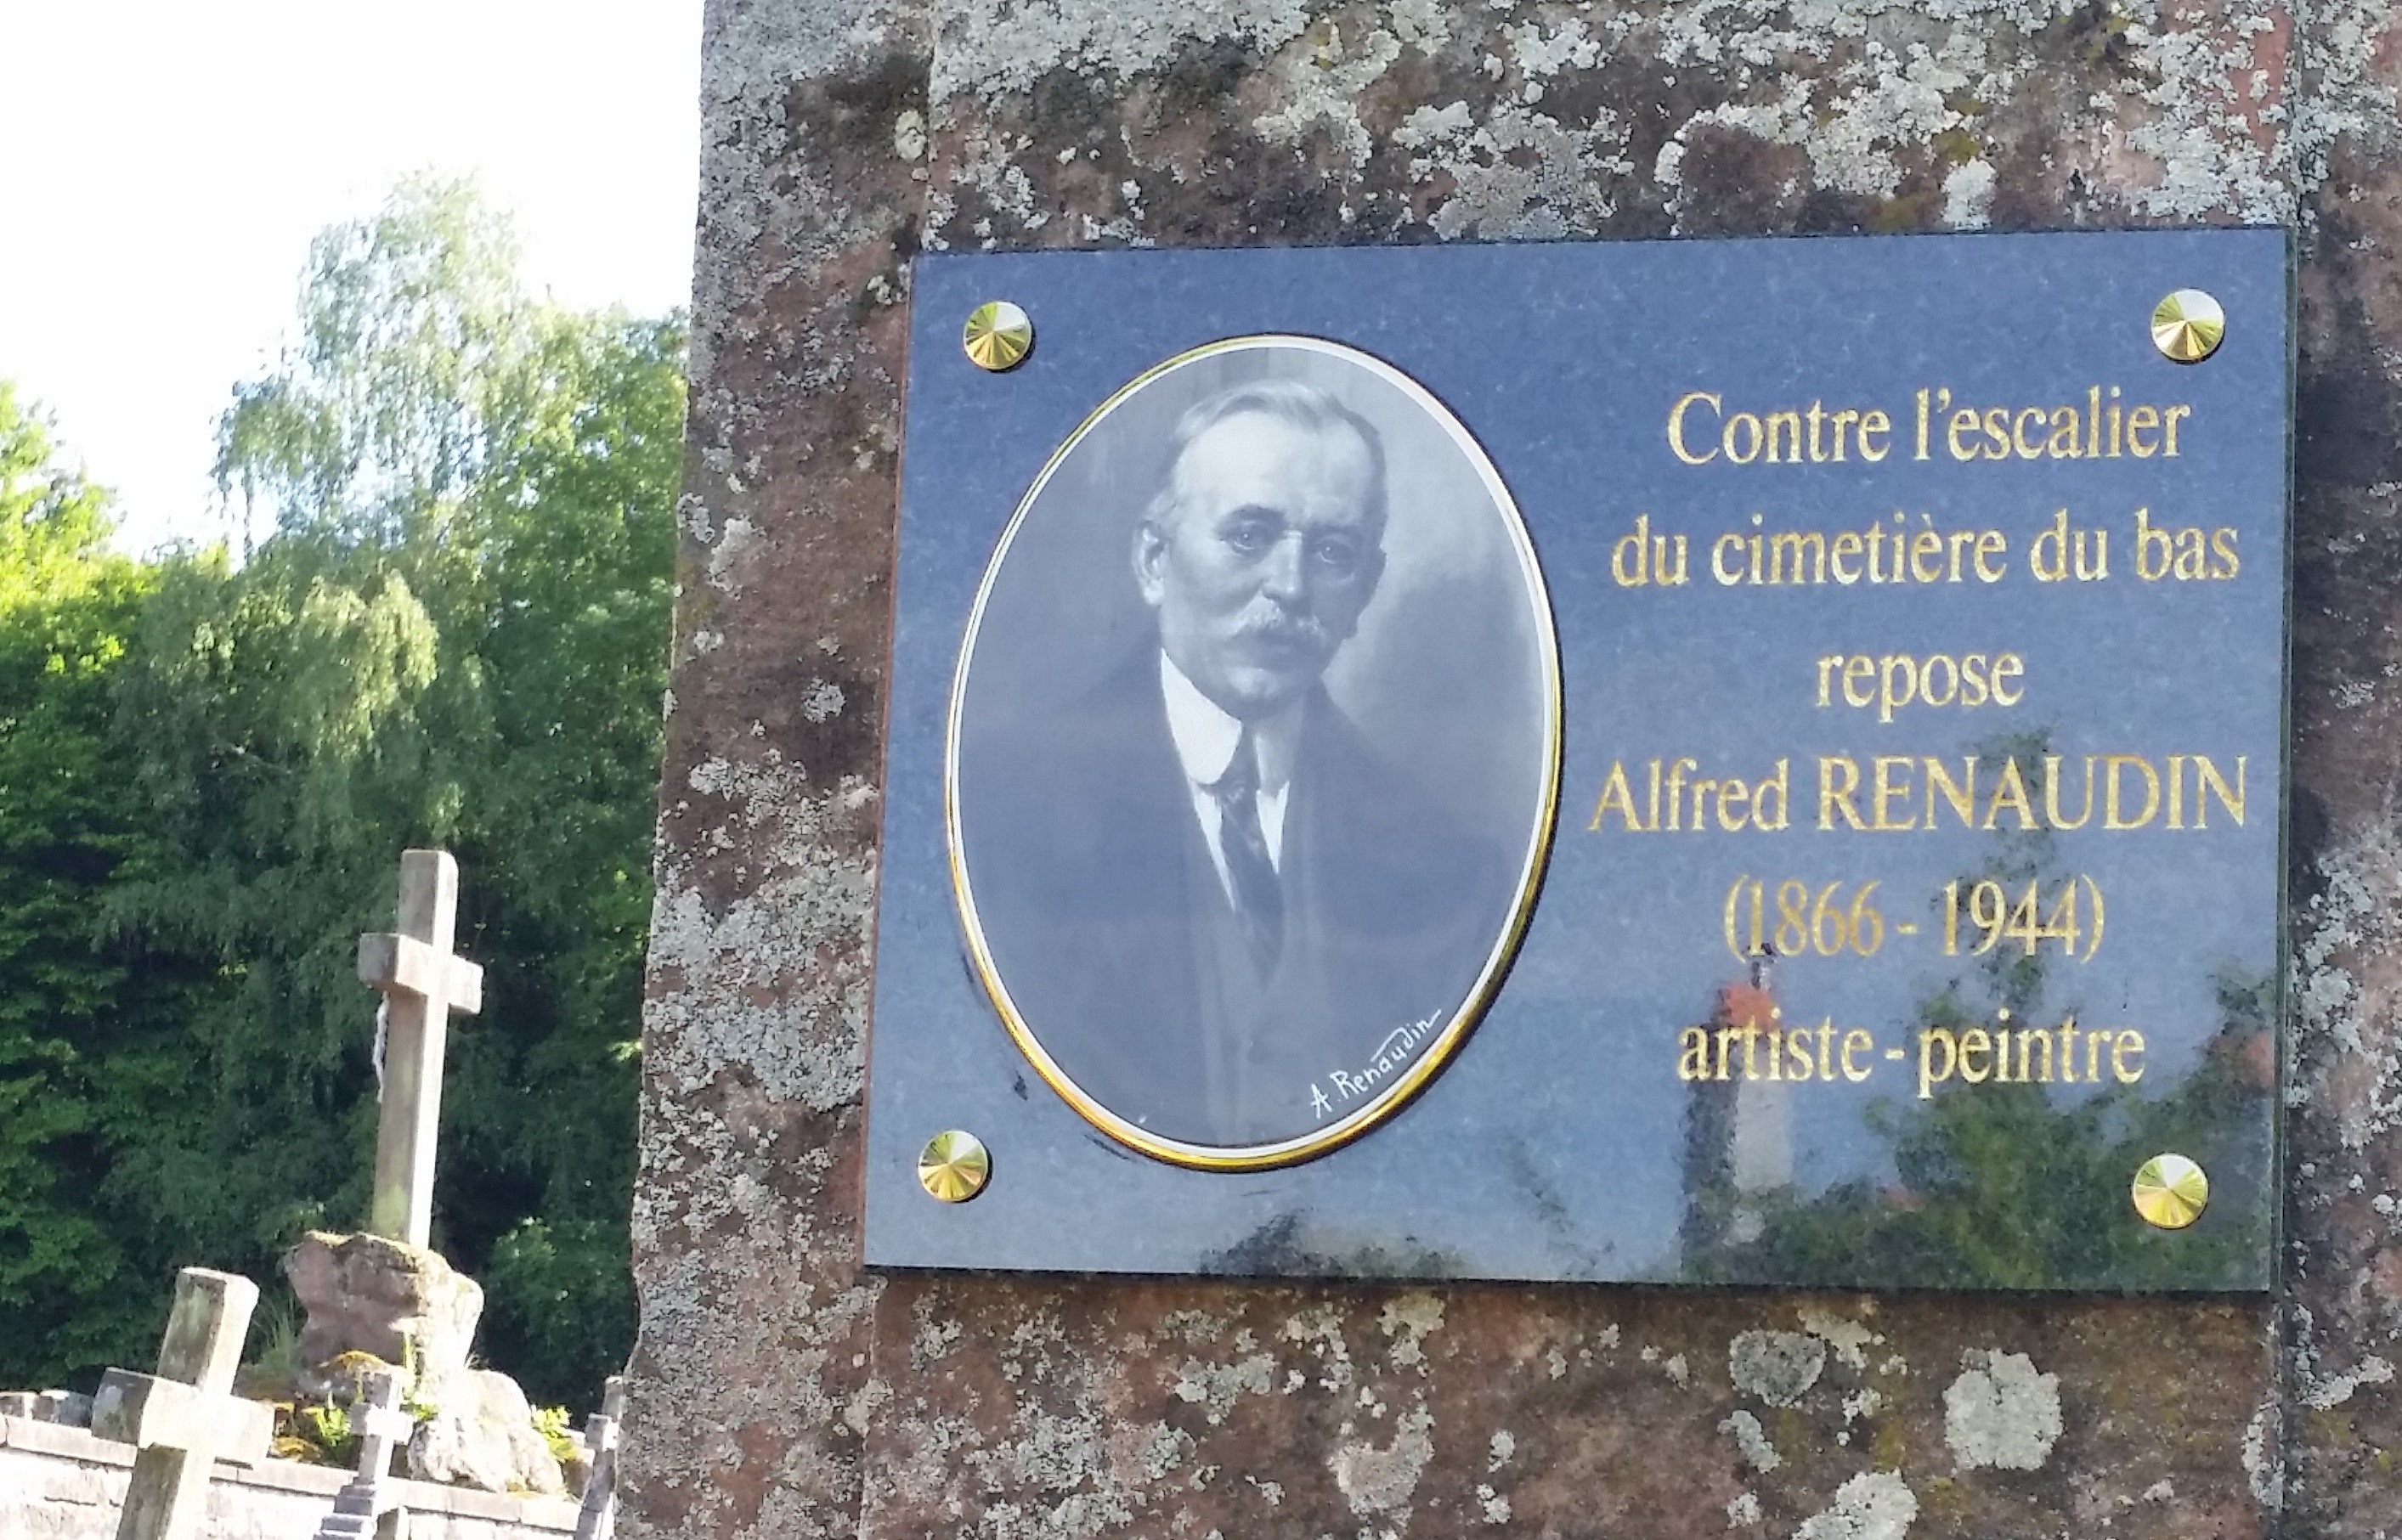 Contre l'escalier
du cimetière du bas
repose
Alfred RENAUDIN
(1866 - 1944)
artiste - peintre
A. Renaudin